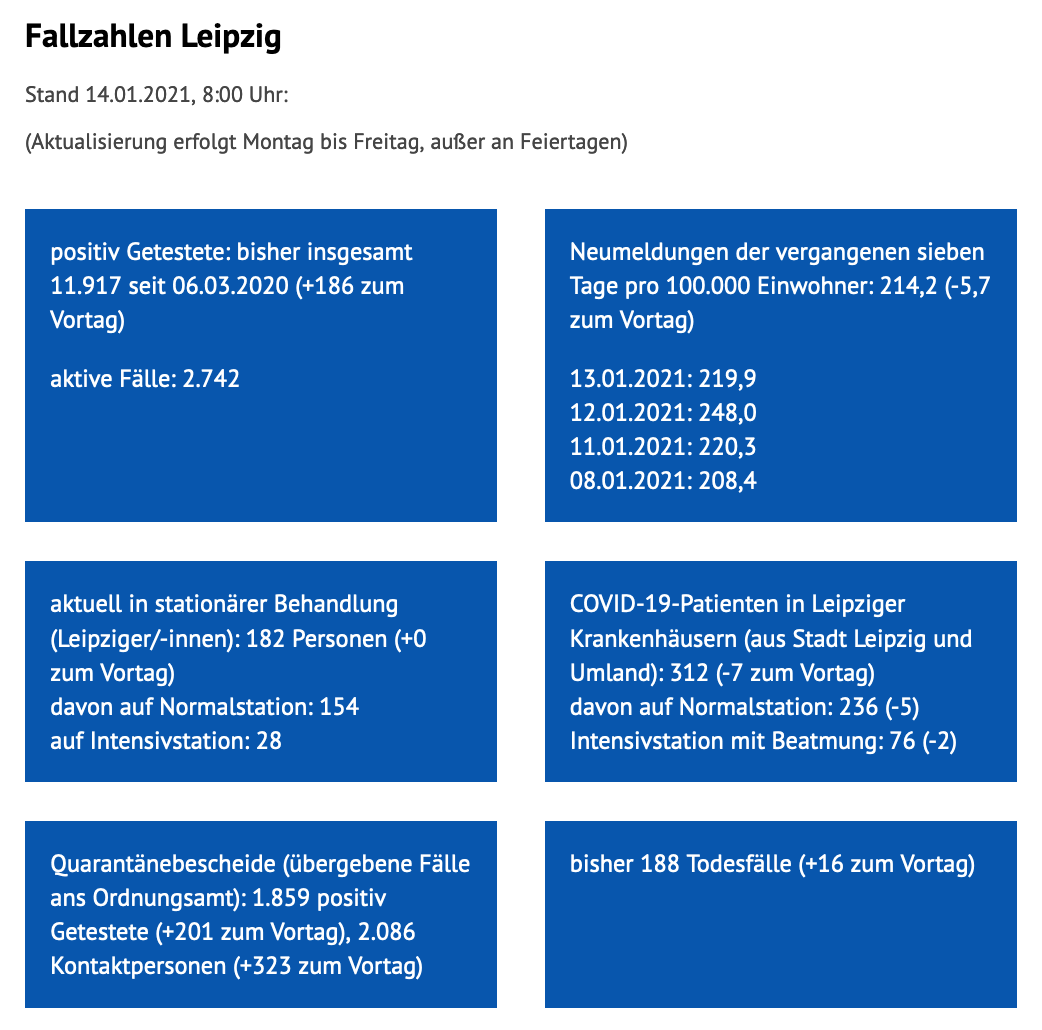 Fallzahlen Leipzig
Stand 14.01.2021, 8:00 Uhr:
(Aktualisierung erfolgt Montag bis Freitag, außer an Feiertagen)
positiv Getestete: bisher insgesamt
11.917 seit 06.03.2020 (+186 zum
Vortag)
aktive Fälle: 2.742
Neumeldungen der vergangenen sieben
Tage pro 100.000 Einwohner: 214,2 (-5,7
zum Vortag)
13.01.2021: 219,9
12.01.2021: 248,0
11.01.2021: 220,3
08.01.2021: 208,4
aktuell in stationärer Behandlung
(Leipziger/-innen): 182 Personen (+0
zum Vortag)
davon auf Normalstation: 154
auf Intensivstation: 28
COVID-19-Patienten in Leipziger
Krankenhäusern (aus Stadt Leipzig und
Umland): 312 (-7 zum Vortag)
davon auf Normalstation: 236 (-5)
Intensivstation mit Beatmung: 76 (-2)
Quarantänebescheide (übergebene Fälle
ans Ordnungsamt): 1.859 positiv
Getestete (+201 zum Vortag), 2.086
Kontaktpersonen (+323 zum Vortag)
bisher 188 Todesfälle (+16 zum Vortag)